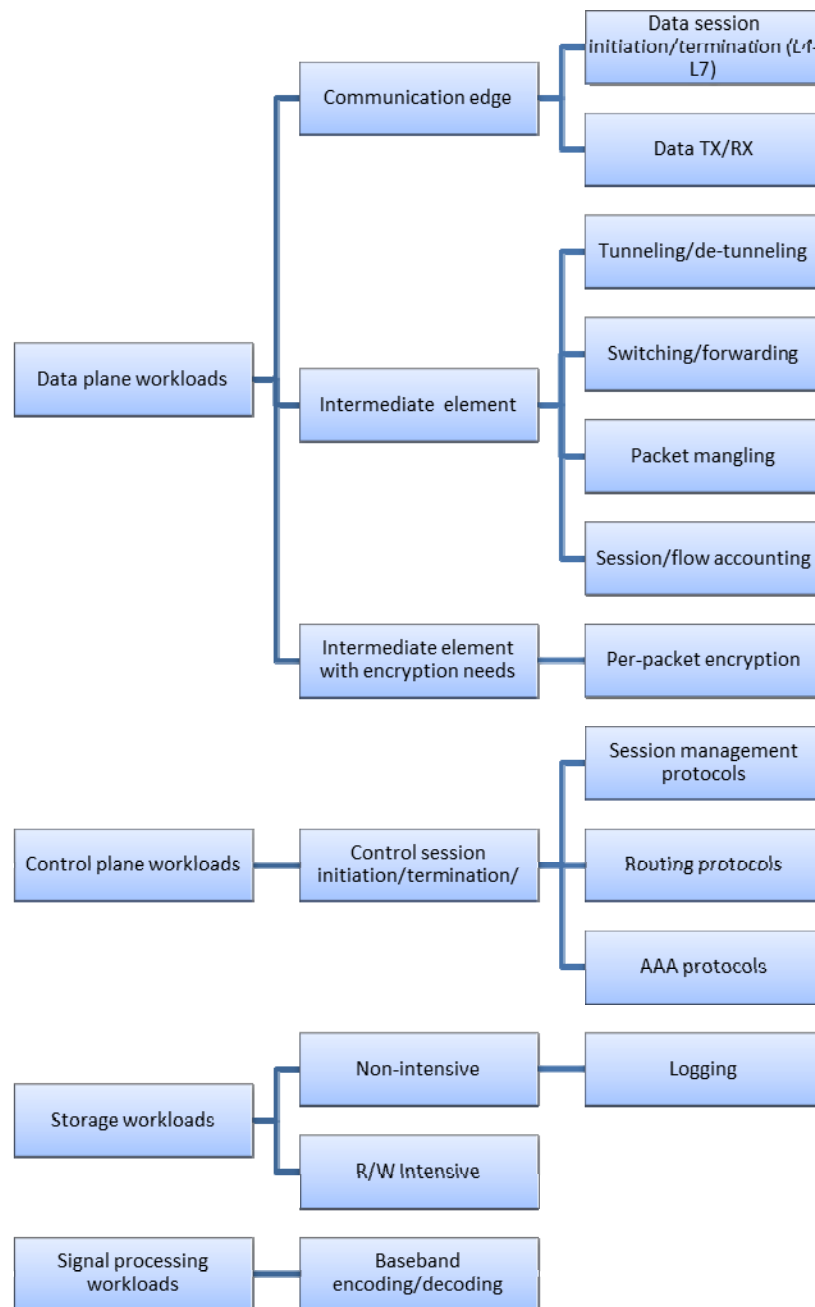 Data session
initiation/termination (L4-
L7)
Communication edge
Data TX/RX
Tunneling/de-tunneling
Switching/forwarding
Data plane workloads
Intermediate element
Packet mangling
Session/flow accounting
Intermediate element
with encryption needs
Per-packet encryption
Session management
protocols
Control plane workloads
Control session
initiation/termination/
Routing protocols
AAA protocols
Non-intensive
Logging
Storage workloads
R/W Intensive
Signal processing
workloads
Baseband
encoding/decoding